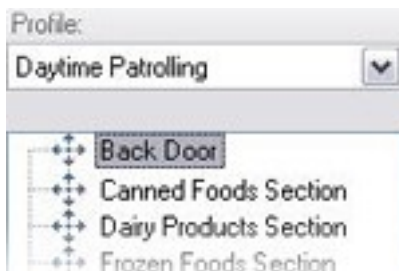 Profile:
Daytime Patrolling
Back Door
Canned Foods Section
Dairy Products Section
Frozen Foods Section